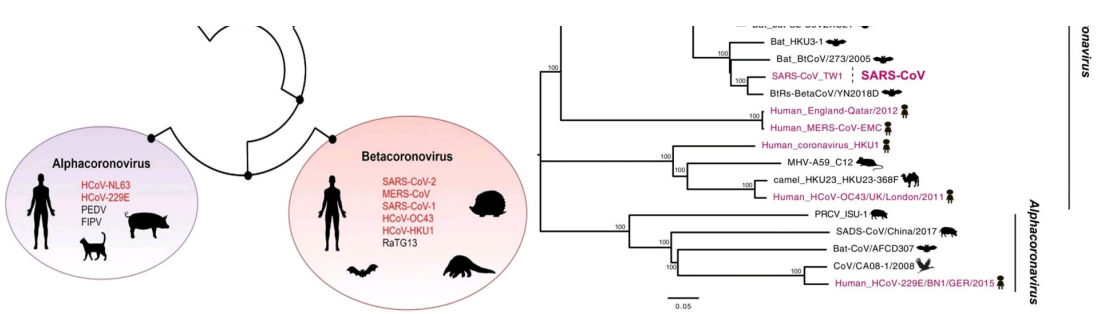 Alphacoronovirus
HCoV-NL63
HCoV-229E
PEDV
FIPV
Betacoronovirus
SARS-CoV-2
MERS-CoV
SARS-CoV-1
HCoV-OC43
HCoV-HKU1
RaTG13
Bat_HKU3-1
100
Bat_BtCoV/273/2005
100
SARS-CoV_TW1
SARS-CoV
100
BtRs-BetaCoV/YN2018D
Human_England-Qatar/2012
100
Human_MERS-CoV-EMC
Human_coronavirus_HKU1
100
MHV-A59_C12
100
camel_HKU23_HKU23-368F
100
Human_HCoV-OC43/UK/London/2011
PRCV_ISU-1
100
SADS-CoV/China/2017
100
Bat-CoV/AFCD307
100
CoV/CA08-1/2008
100
Human_HCoV-229E/BN1/GER/2015
0.05
onavirus
Alphacoronavirus